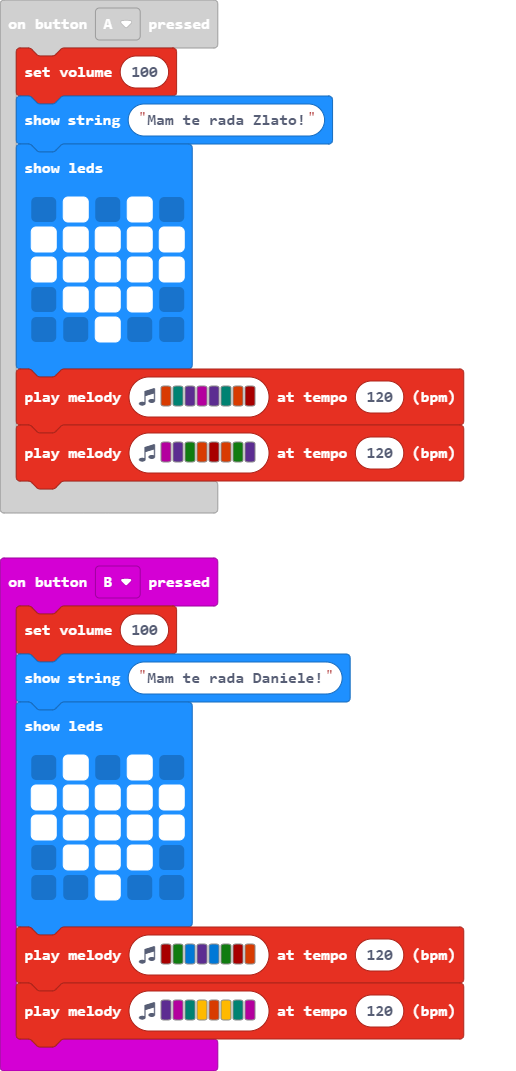 on button A pressed
set volume 100
show string "Mam te rada Zlato!"
show leds
play melody at tempo 120 (bpm)
play melody at tempo 120 (bpm)
on button B pressed
set volume 100
show string "Mam te rada Daniele!"
show leds
play melody at tempo 120 (bpm)
play melody at tempo 120 (bpm)